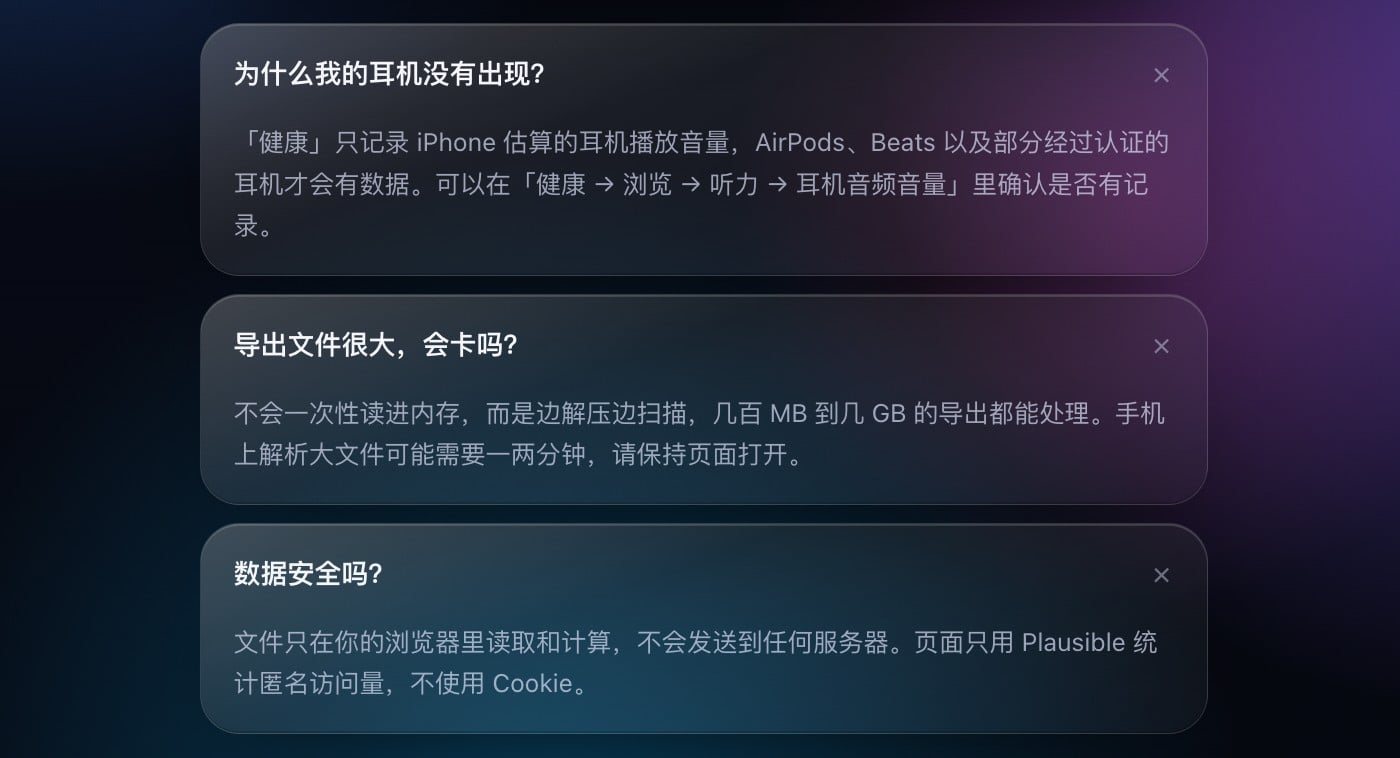 为什么我的耳机没有出现?
「健康」只记录 iPhone 估算的耳机播放音量，AirPods、Beats 以及部分经过认证的
耳机才会有数据。可以在「健康 → 浏览 → 听力 → 耳机音频音量」里确认是否有记
录。
导出文件很大，会卡吗?
不会一次性读进内存，而是边解压边扫描，几百 MB 到几 GB 的导出都能处理。手机
上解析大文件可能需要一两分钟，请保持页面打开。
数据安全吗?
文件只在你的浏览器里读取和计算，不会发送到任何服务器。页面只用 Plausible 统
计匿名访问量，不使用 Cookie。